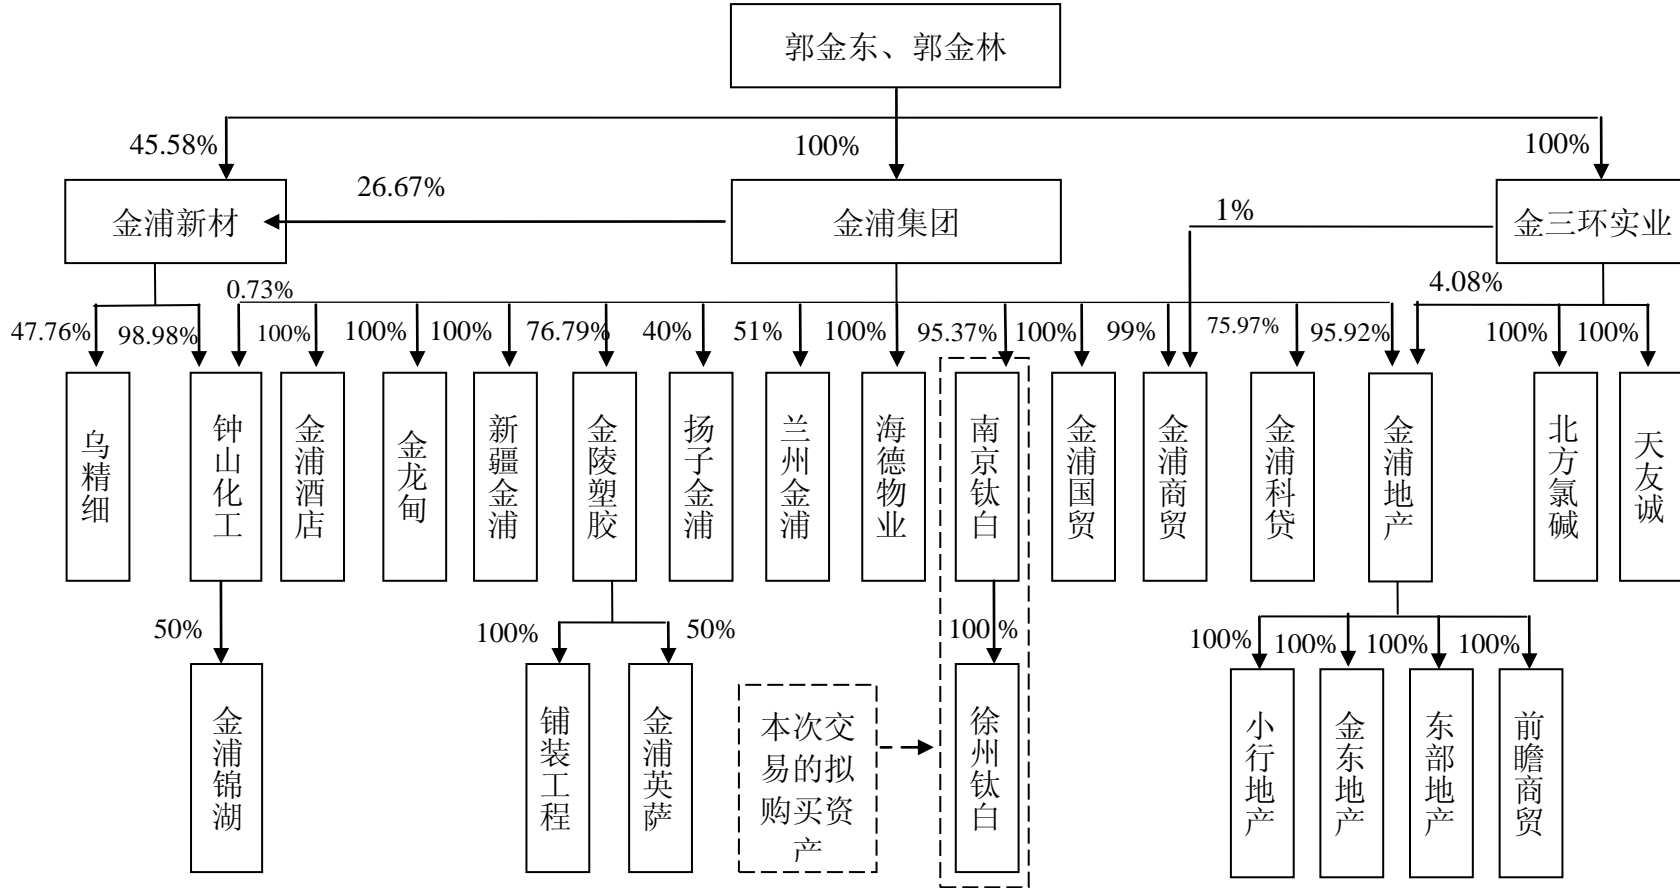 郭金东、郭金林
45.58%
100%
100%
金浦新材
26.67%
金浦集团
1%
金三环实业
0.73%
4.08%
47.76%
98.98%
100%
100%
100%
76.79%
40%
51%
100%
95.37%
100%
99%
75.97%
95.92%
100%
100%
乌精细
钟山化工
金浦酒店
金龙甸
新疆金浦
金陵塑胶
扬子金浦
兰州金浦
海德物业
南京钛白
金浦国贸
金浦商贸
金浦科贷
金浦地产
北方氯碱
天友诚
50%
100%
50%
100%
100%
100%
100%
100%
金浦锦湖
铺装工程
金浦英萨
本次交
易的拟
购买资
产
徐州钛白
小行地产
金东地产
东部地产
前瞻商贸